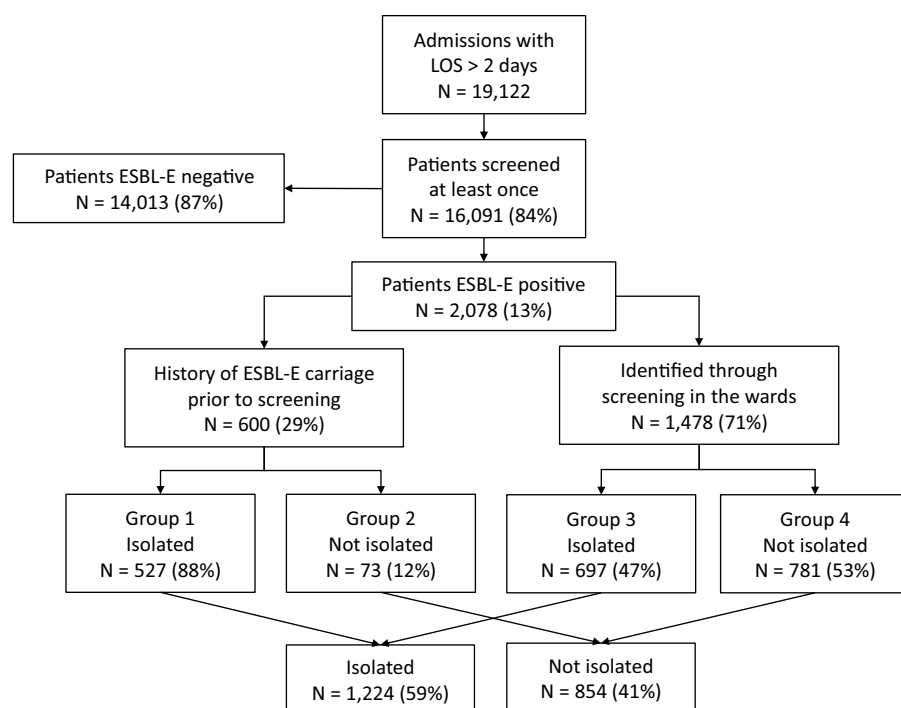 Admissions with
LOS > 2 days
N = 19,122
Patients screened
at least once
N = 16,091 (84%)
Patients ESBL-E negative
N = 14,013 (87%)
Patients ESBL-E positive
N = 2,078 (13%)
History of ESBL-E carriage
prior to screening
N = 600 (29%)
Identified through
screening in the wards
N = 1,478 (71%)
Group 1
Isolated
N = 527 (88%)
Group 2
Not isolated
N = 73 (12%)
Group 3
Isolated
N = 697 (47%)
Group 4
Not isolated
N = 781 (53%)
Isolated
N = 1,224 (59%)
Not isolated
N = 854 (41%)